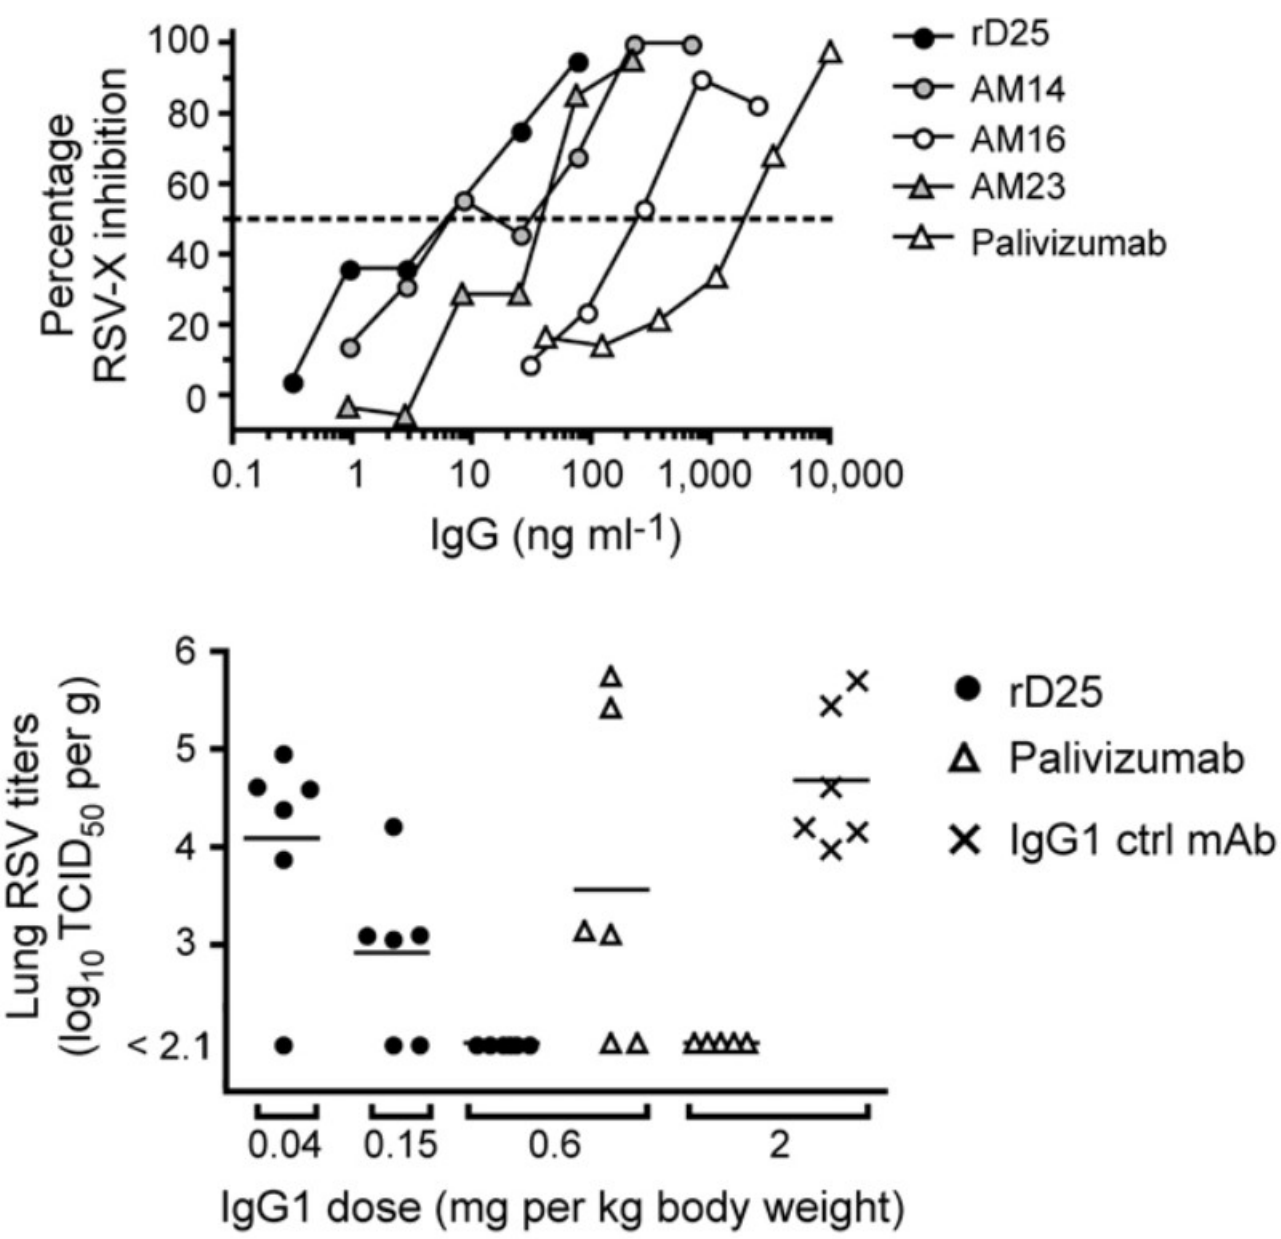 Percentage
RSV-X inhibition
100
80
60
40
20
0
0.1 1 10 100 1,000 10,000
IgG (ng ml-1)
rD25
AM14
AM16
AM23
Palivizumab
Lung RSV titers
(log10 TCID50 per g)
6
5
4
3
< 2.1
0.04 0.15 0.6 2
IgG1 dose (mg per kg body weight)
rD25
Palivizumab
IgG1 ctrl mAb